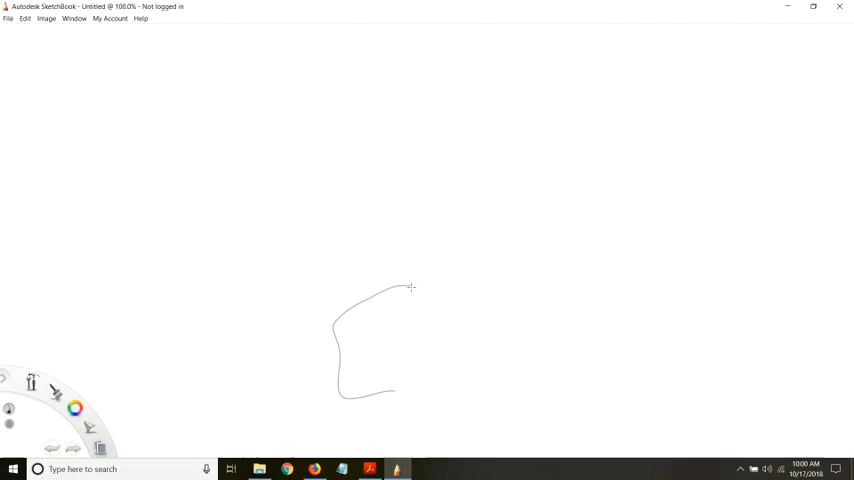 Autodesk SketchBook - Untitled @ 100.0% - Not logged in
File Edit Image Window My Account Help
Type here to search
10:00 AM
10/17/2018